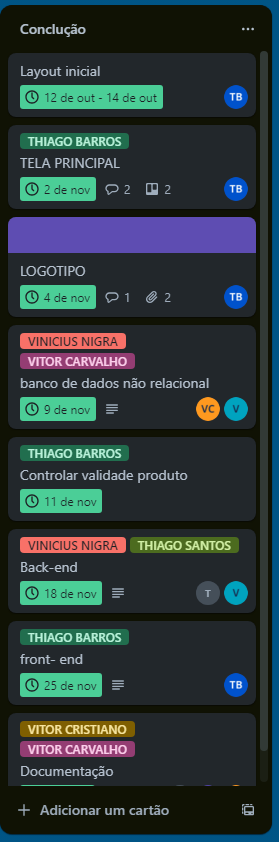 Conclução
Layout inicial
12 de out - 14 de out
TB
THIAGO BARROS
TELA PRINCIPAL
2 de nov 2 2
TB
LOGOTIPO
4 de nov 1 2
TB
VINICIUS NIGRA
VITOR CARVALHO
banco de dados não relacional
9 de nov
VC V
THIAGO BARROS
Controlar validade produto
11 de nov
VINICIUS NIGRA THIAGO SANTOS
Back-end
18 de nov
T V
THIAGO BARROS
front- end
25 de nov
TB
VITOR CRISTIANO
VITOR CARVALHO
Documentação
Adicionar um cartão